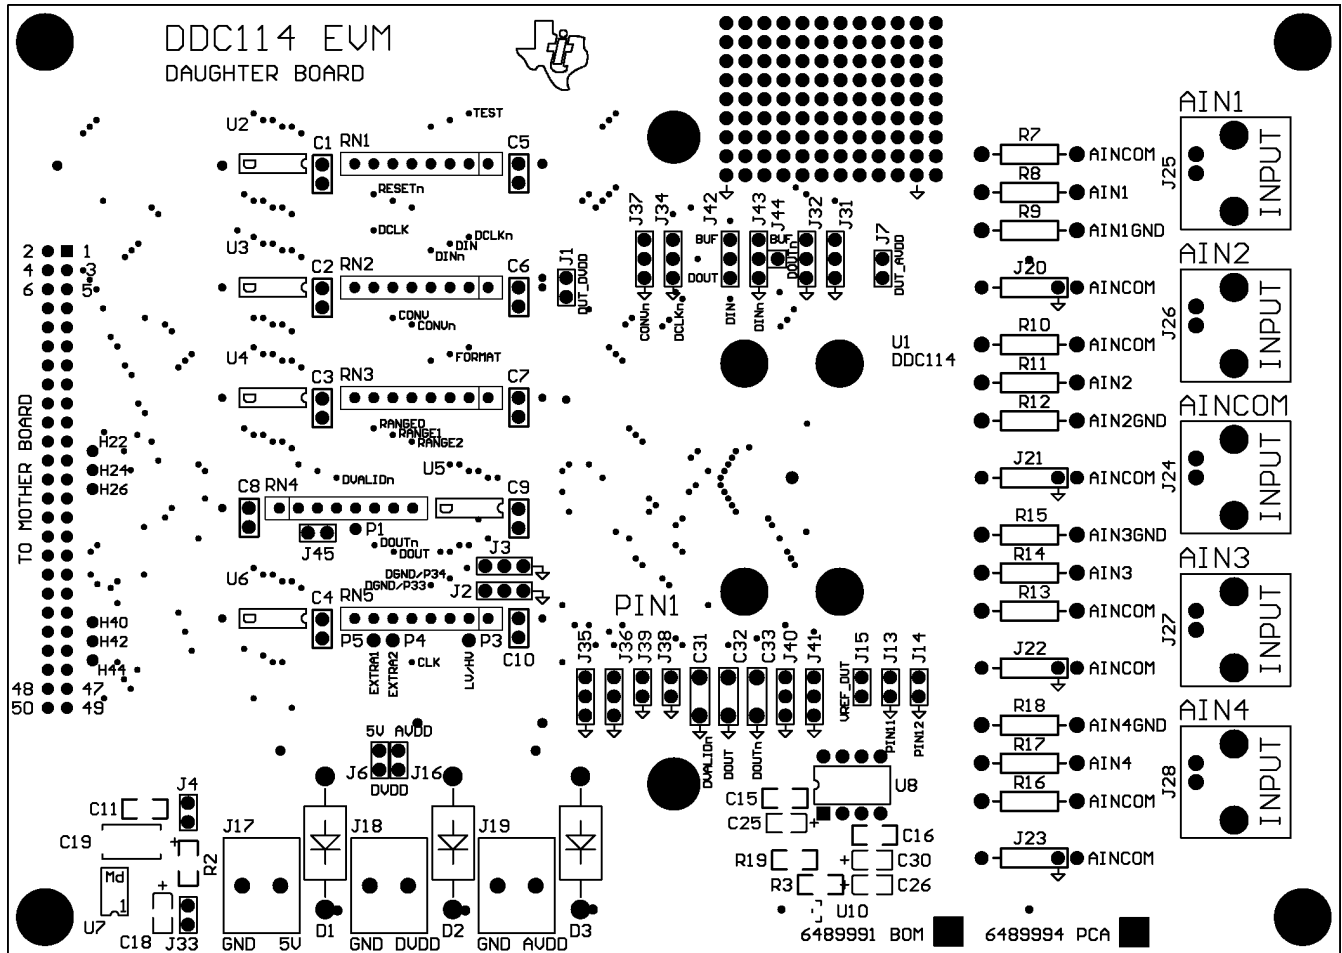 DDC114 EVM
DAUGHTER BOARD
TEST
U2
C1
RN1
C5
RESETn
DCLK
DCLKn
DIN
DINn
U3
C2
RN2
C6
J1
DUT_DVDD
CONV
CONVn
U4
FORMAT
C3
RN3
C7
RANGE0
RANGE1
RANGE2
U5
DVALIDn
C8
RN4
C9
J45
P1
DOUTn
DOUT
J3
DGND/P34
DGND/P33
J2
U6
C4
RN5
C10
P5
P4
P3
EXTRA1
EXTRA2
CLK
LV/HV
2
1
4
3
6
5
TO MOTHER BOARD
H22
H24
H26
H40
H42
H44
48
47
50
49
J37
J34
J42
J43
J44
J32
J31
J7
BUF
BUF
DOUT
DOUTn
DUT_AVDD
CONVn
DCLKn
DIN
DINn
U1
DDC114
PIN1
J35
J36
J39
J38
C31
C32
C33
J40
J41
J15
J13
J14
VREF_DUT
PIN11
PIN12
DVALIDn
DOUT
DOUTn
U8
C15
C25
+
C16
R19
+
C30
R3
+
C26
U10
6489991 BOM
6489994 PCA
5V AVDD
J6
J16
DVDD
J4
C11
C19
+
R2
Md
1
U7
+
C18
J33
J17
GND 5V
D1
J18
GND DVDD
D2
J19
GND AVDD
D3
R7
AINCOM
R8
AIN1
R9
AIN1GND
J20
AINCOM
R10
AINCOM
R11
AIN2
R12
AIN2GND
J21
AINCOM
R15
AIN3GND
R14
AIN3
R13
AINCOM
J22
AINCOM
R18
AIN4GND
R17
AIN4
R16
AINCOM
J23
AINCOM
AIN1
J25
INPUT
AIN2
J26
INPUT
AINCOM
J24
INPUT
AIN3
J27
INPUT
AIN4
J28
INPUT